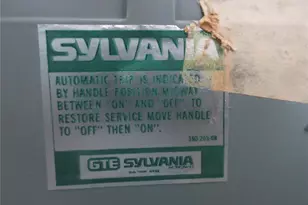 SYLVANIA
AUTOMATIC TRIP IS INDICATED
BY HANDLE POSITION MIDWAY
BETWEEN "ON" AND "OFF" TO
RESTORE SERVICE MOVE HANDLE
TO "OFF" THEN "ON".
GTE SYLVANIA